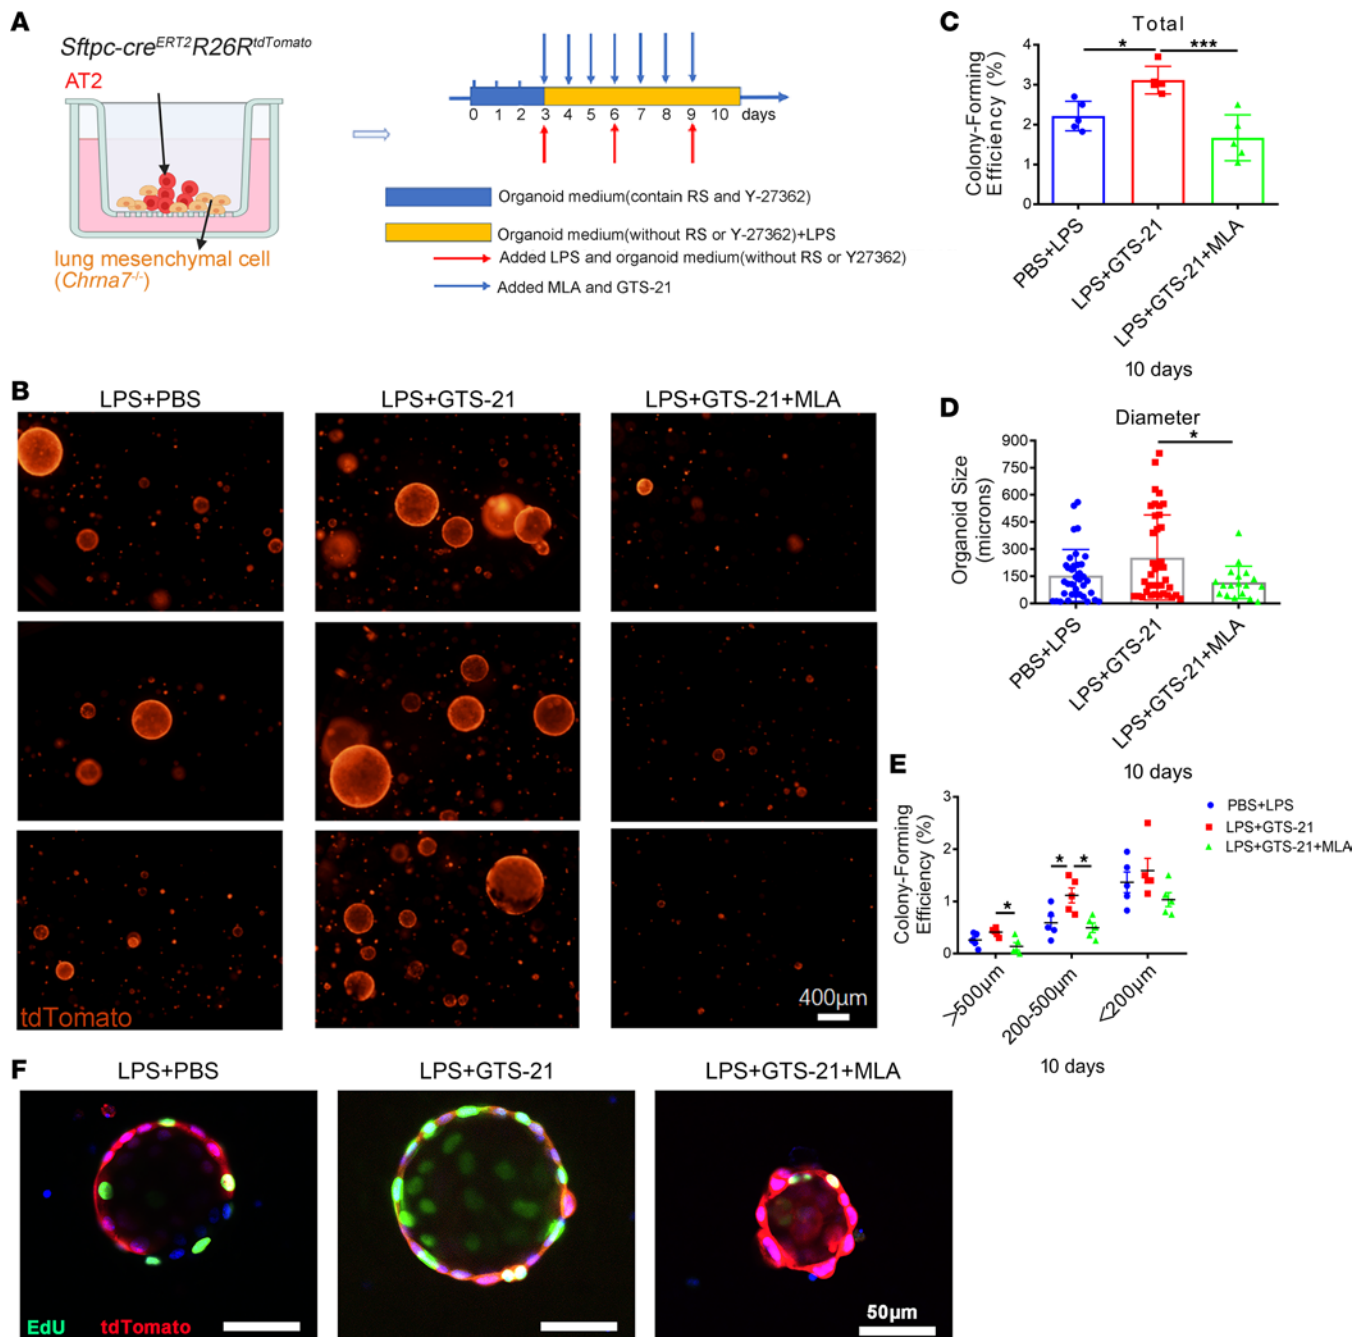 A
Sftpc-creERT2R26RtdTomato
AT2
lung mesenchymal cell
(Chrna7-/-)
0 1 2 3 4 5 6 7 8 9 10 days
Organoid medium(contain RS and Y-27362)
Organoid medium(without RS or Y-27362)+LPS
Added LPS and organoid medium(without RS or Y27362)
Added MLA and GTS-21
B
LPS+PBS LPS+GTS-21 LPS+GTS-21+MLA
tdTomato
400μm
C
Total
* ***
Colony-Forming
Efficiency (%)
4
3
2
1
0
PBS+LPS
LPS+GTS-21
LPS+GTS-21+MLA
10 days
D
Diameter
*
Organoid Size
(microns)
900
750
600
450
300
150
0
PBS+LPS
LPS+GTS-21
LPS+GTS-21+MLA
10 days
E
Colony-Forming
Efficiency (%)
3
2
1
0
* * *
PBS+LPS
LPS+GTS-21
LPS+GTS-21+MLA
>500μm
200-500μm
<200μm
10 days
F
LPS+PBS LPS+GTS-21 LPS+GTS-21+MLA
EdU tdTomato
50μm